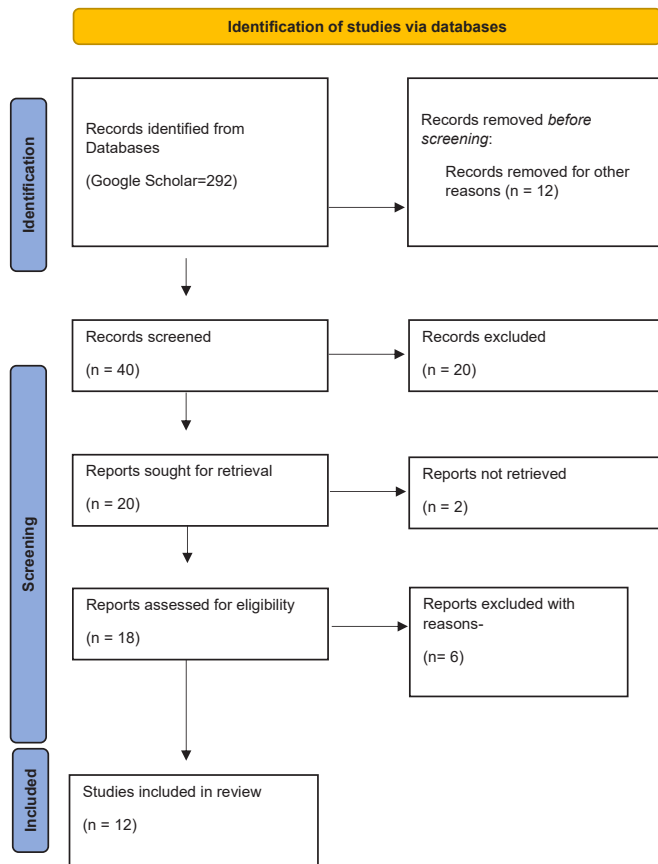 Identification of studies via databases
Identification
Records identified from
Databases
(Google Scholar=292)
Records removed before
screening:
Records removed for other
reasons (n = 12)
Screening
Records screened
(n = 40)
Records excluded
(n = 20)
Reports sought for retrieval
(n = 20)
Reports not retrieved
(n = 2)
Reports assessed for eligibility
(n = 18)
Reports excluded with
reasons-
(n= 6)
Included
Studies included in review
(n = 12)